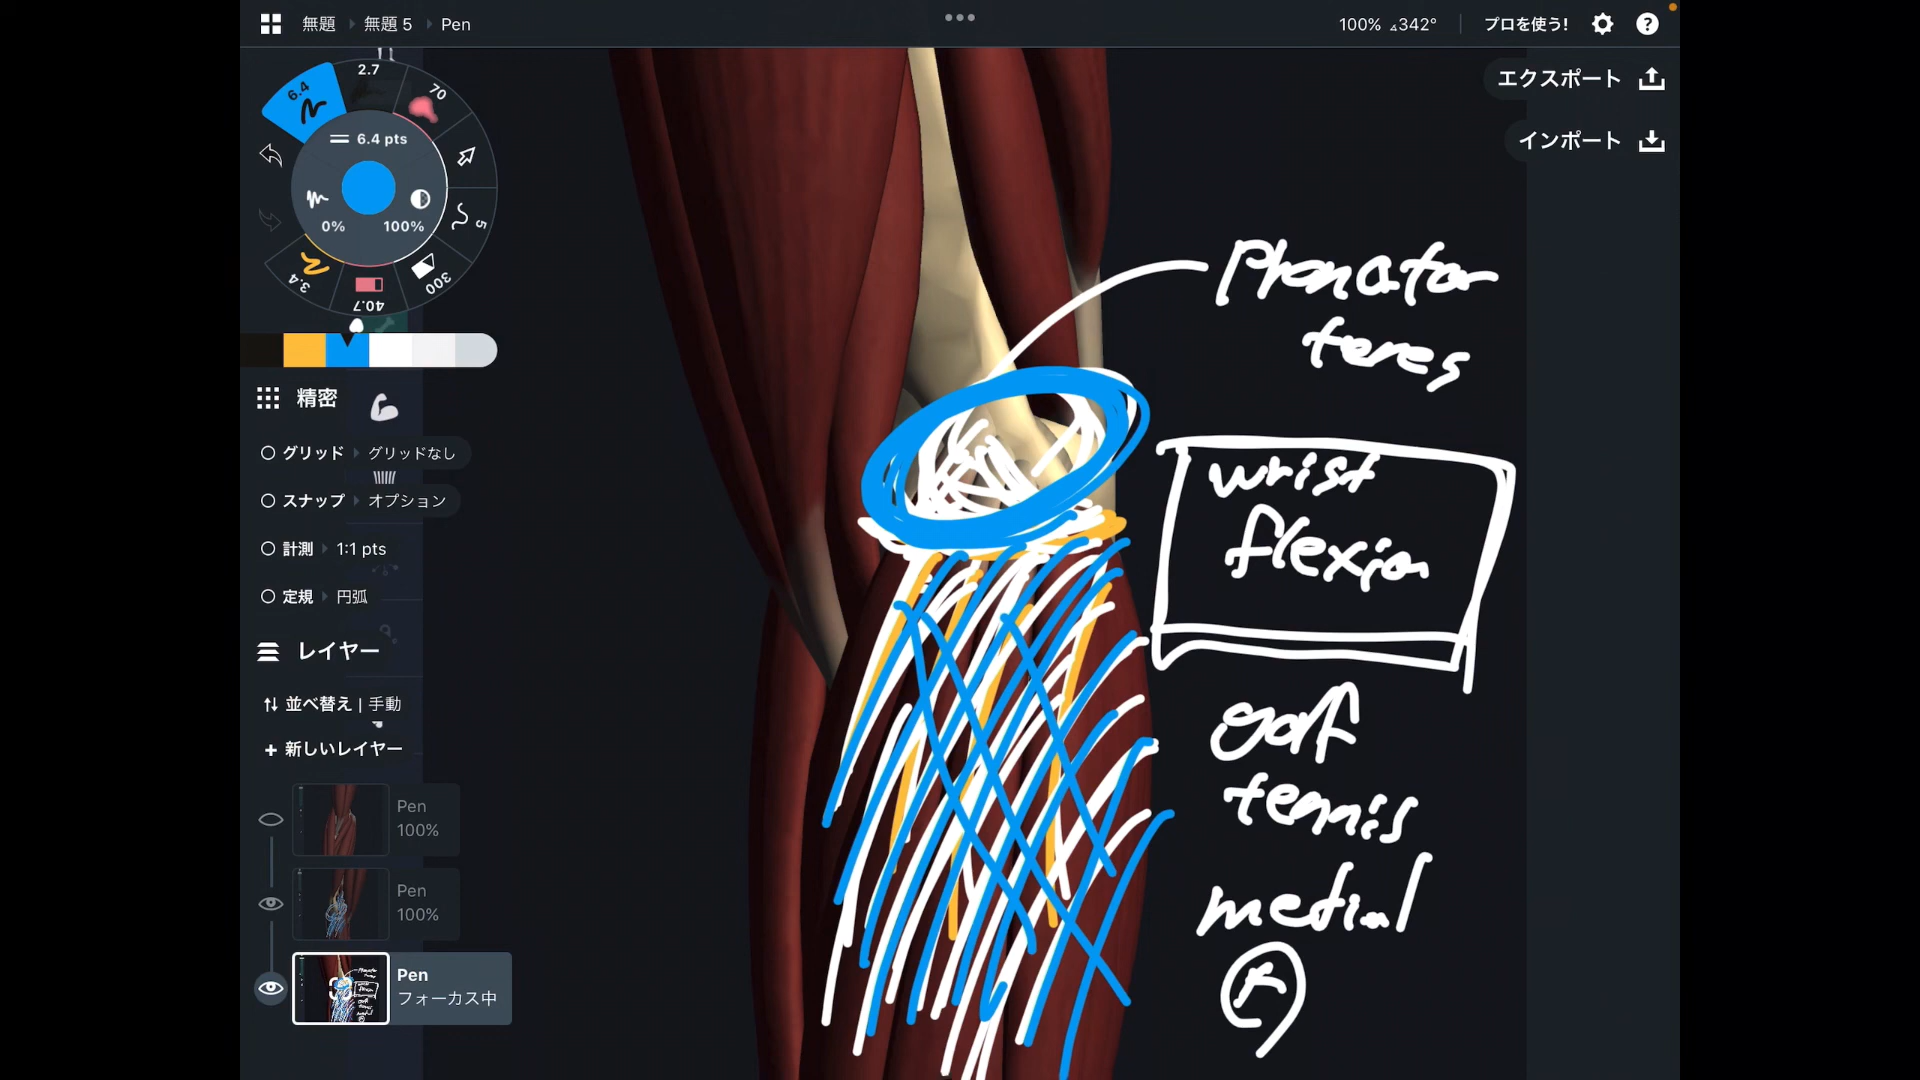 無題 無題 5 Pen
100% ⊿342° プロを使う! ?
エクスポート
インポート
2.7
6.4
70
6.4 pts
0% 100%
5
3.4
40.7
300
精密
グリッド グリッドなし
スナップ オプション
計測 1:1 pts
定規 円弧
レイヤー
並べ替え | 手動
+ 新しいレイヤー
Pen
100%
Pen
100%
Pen
フォーカス中
Pronator
teres
wrist
flexion
golf
tennis
medial